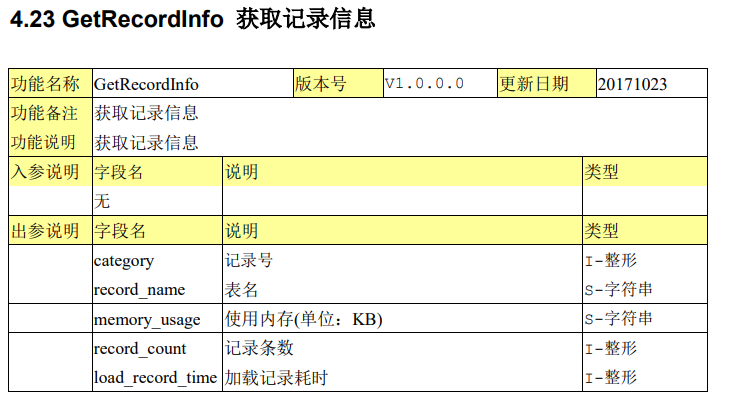 4.23 GetRecordInfo 获取记录信息
功能名称 GetRecordInfo 版本号 V1.0.0.0 更新日期 20171023
功能备注 获取记录信息
功能说明 获取记录信息
入参说明 字段名 说明 类型
无
出参说明 字段名 说明 类型
category 记录号 I-整形
record_name 表名 S-字符串
memory_usage 使用内存(单位：KB) S-字符串
record_count 记录条数 I-整形
load_record_time 加载记录耗时 I-整形